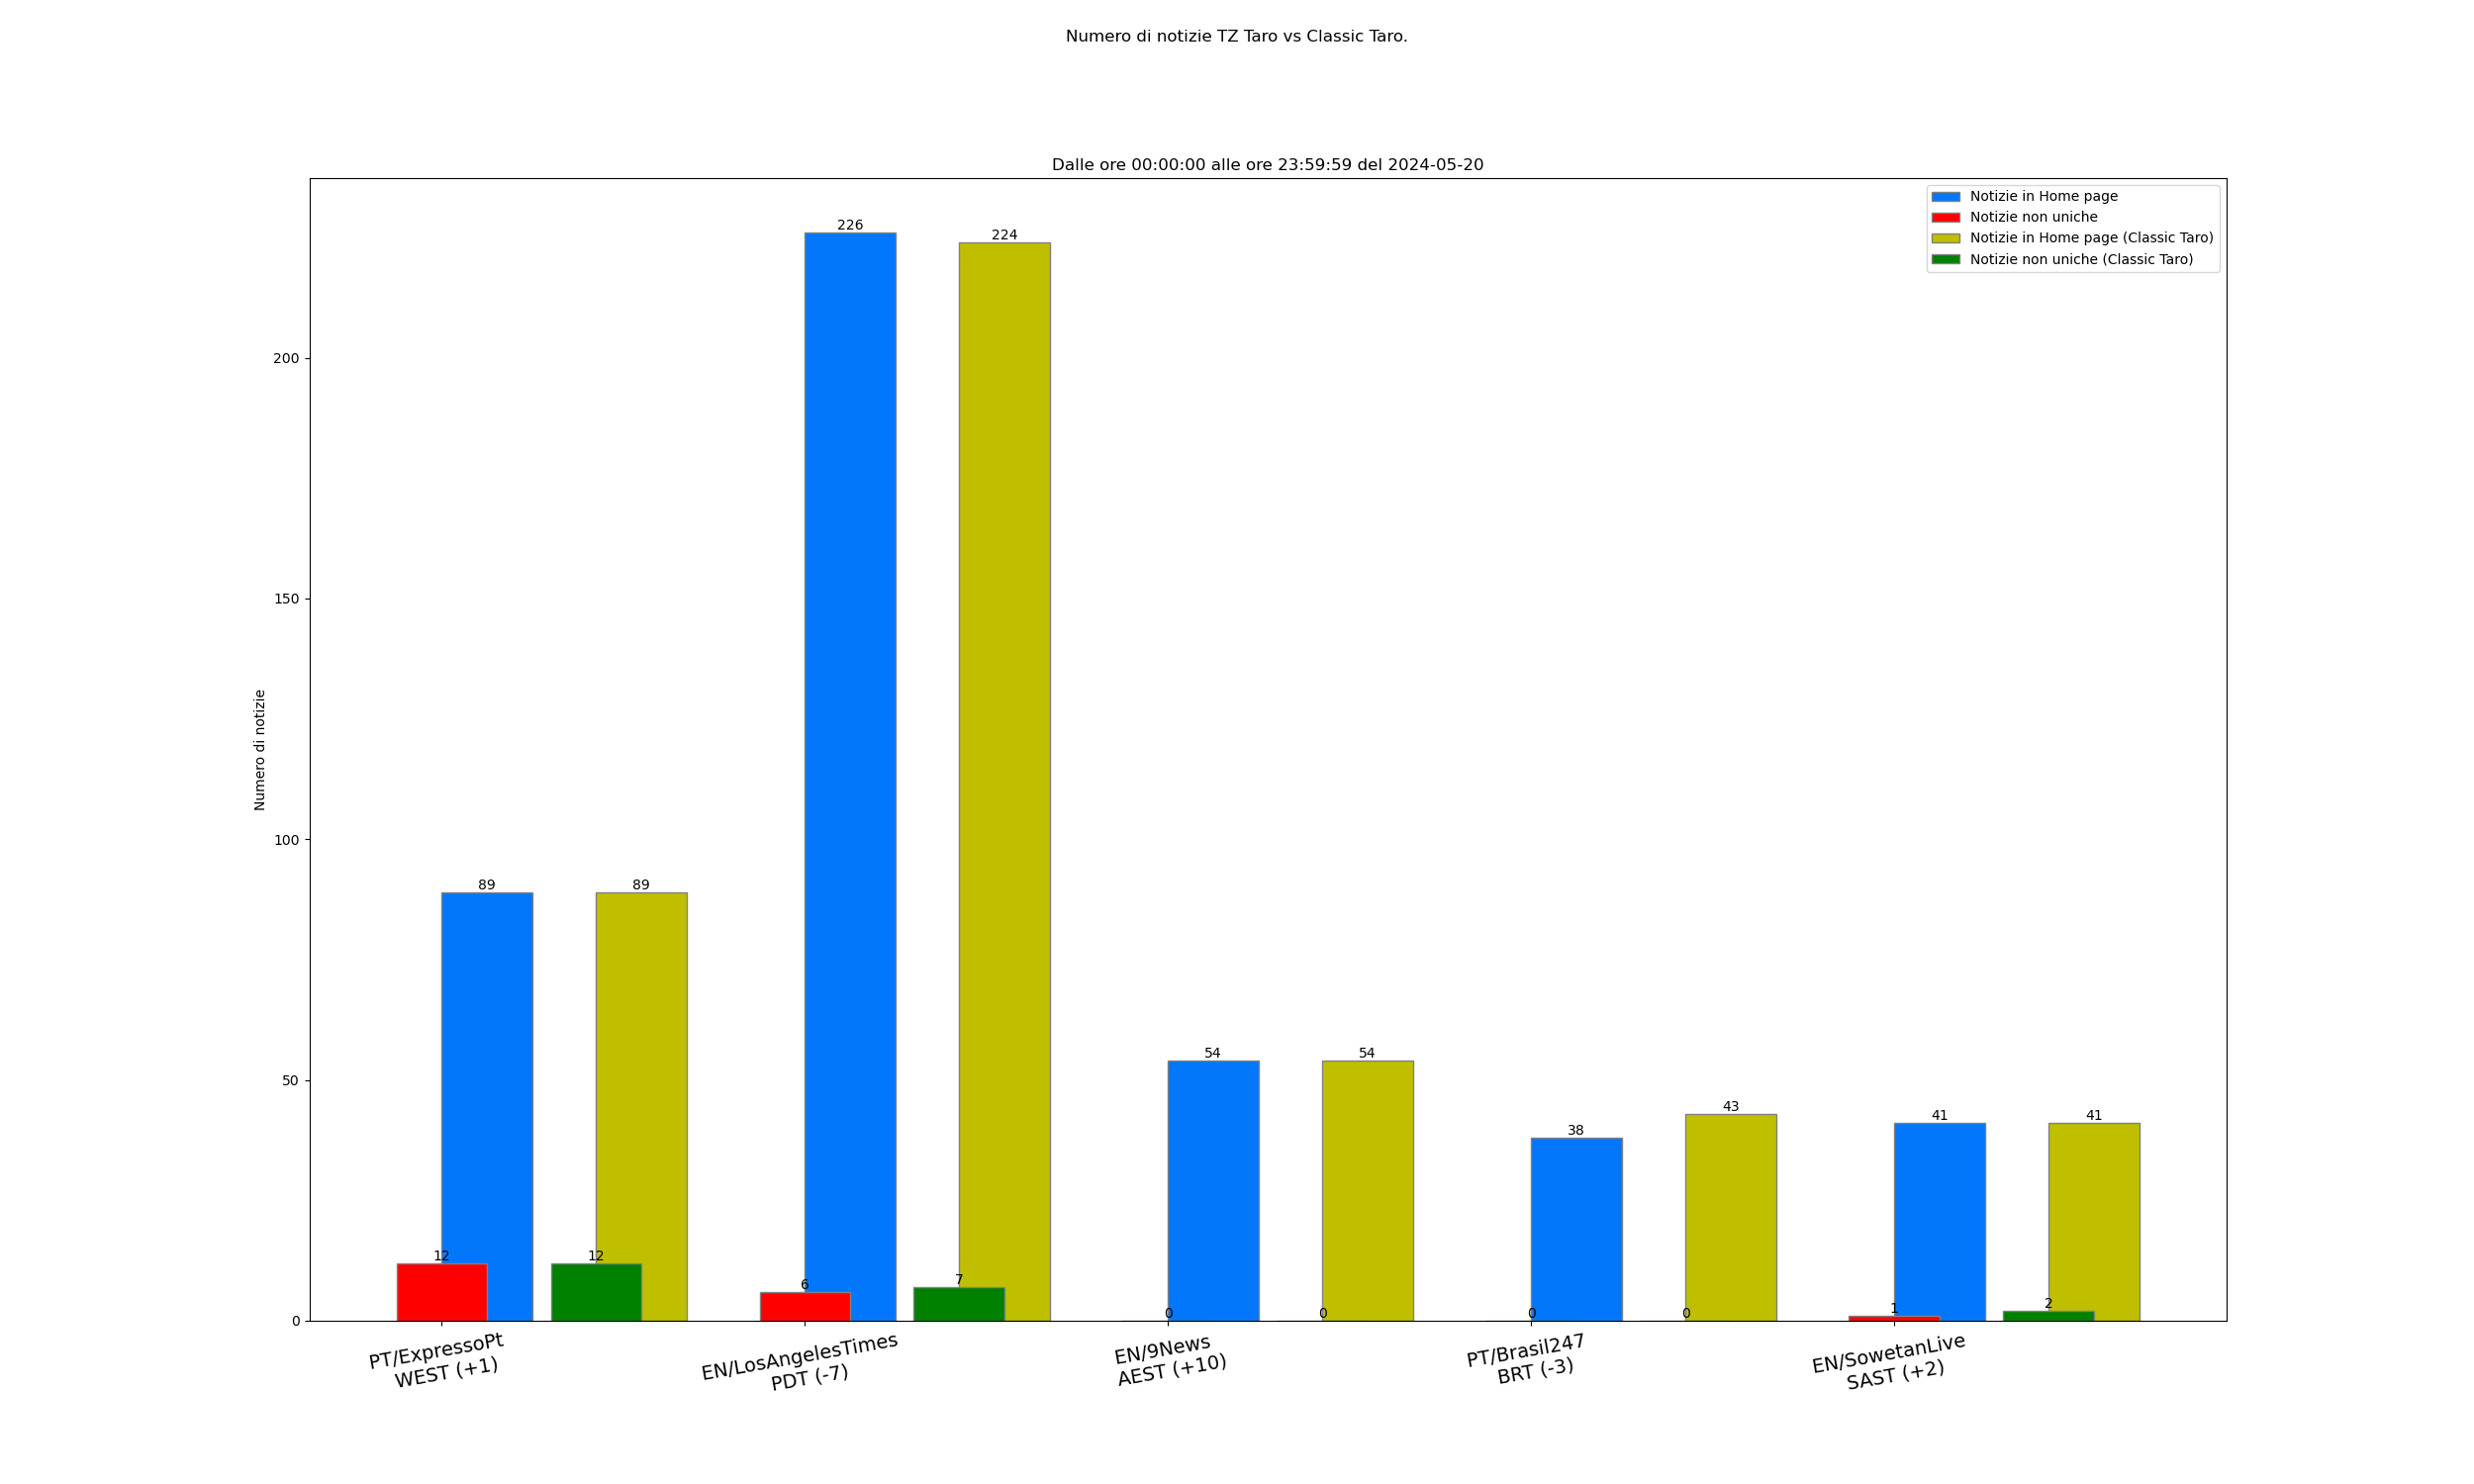 Numero di notizie TZ Taro vs Classic Taro.
Dalle ore 00:00:00 alle ore 23:59:59 del 2024-05-20
Notizie in Home page
Notizie non uniche
Notizie in Home page (Classic Taro)
Notizie non uniche (Classic Taro)
Numero di notizie
200
150
100
50
0
226
224
89
89
54
54
38
43
41
41
12
12
6
7
0
0
0
0
1
2
PT/ExpressoPt
WEST (+1)
EN/LosAngelesTimes
PDT (-7)
EN/9News
AEST (+10)
PT/Brasil247
BRT (-3)
EN/SowetanLive
SAST (+2)